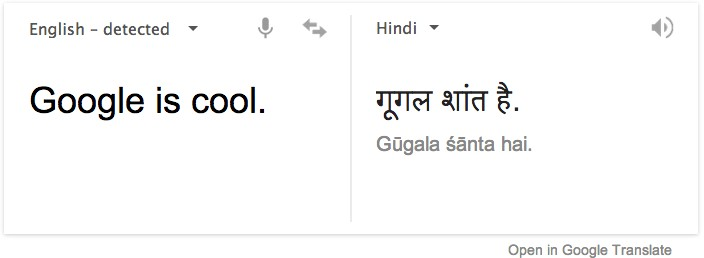 English – detected
Hindi
Google is cool.
गूगल शांत है.
Gūgala śānta hai.
Open in Google Translate